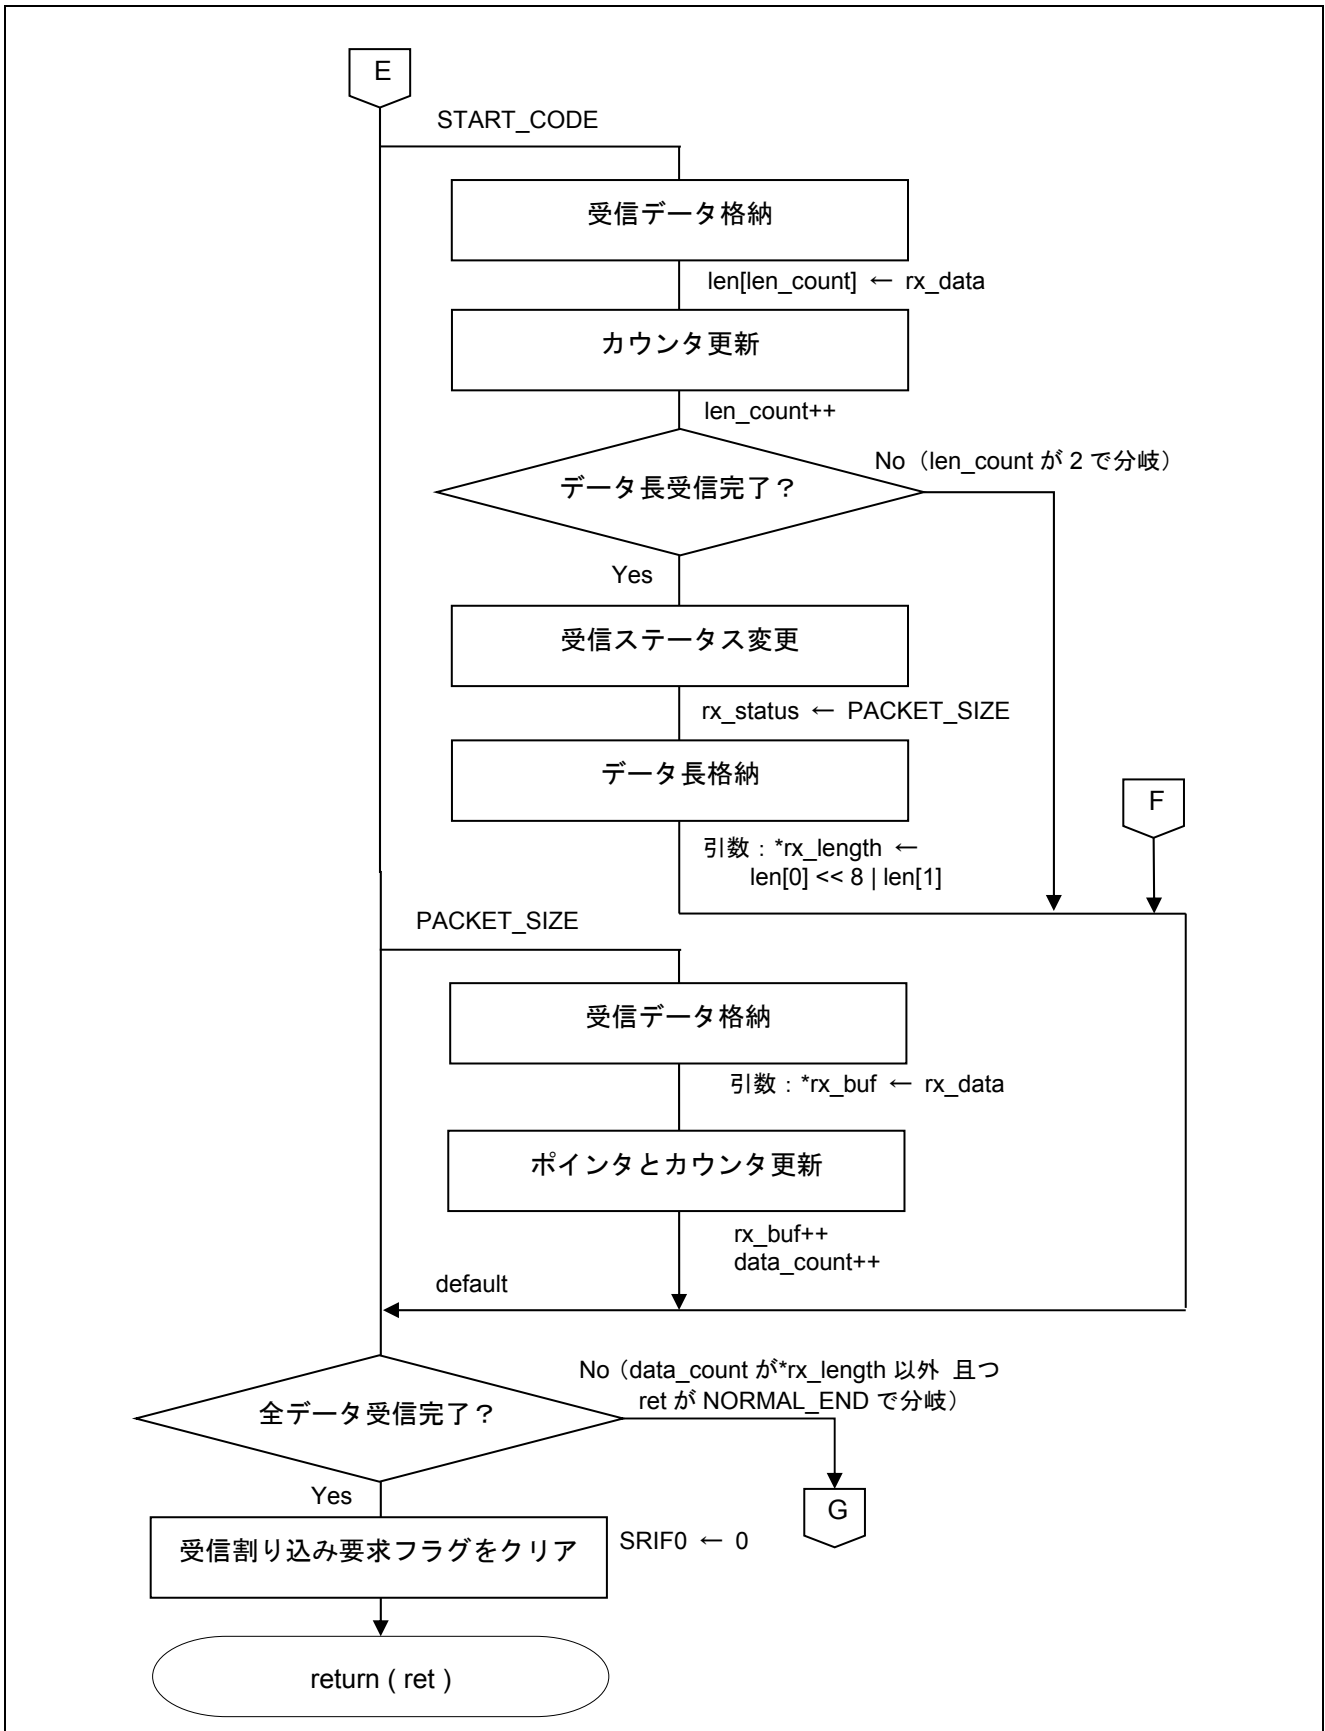 E
START_CODE
受信データ格納
len[len_count] ← rx_data
カウンタ更新
len_count++
No（len_count が 2 で分岐）
データ長受信完了？
Yes
受信ステータス変更
rx_status ← PACKET_SIZE
データ長格納
F
引数：*rx_length ←
len[0] << 8 | len[1]
PACKET_SIZE
受信データ格納
引数：*rx_buf ← rx_data
ポインタとカウンタ更新
rx_buf++
data_count++
default
No（data_count が*rx_length 以外 且つ
ret が NORMAL_END で分岐）
全データ受信完了？
Yes
G
受信割り込み要求フラグをクリア
SRIF0 ← 0
return ( ret )